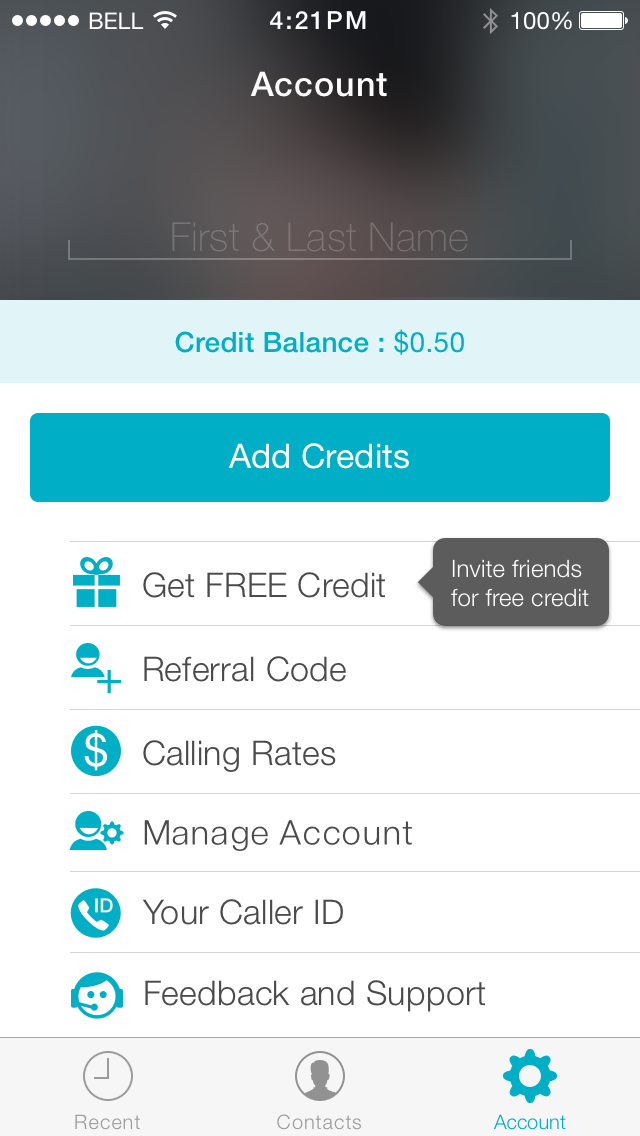 BELL 4:21PM 100%
Account
First & Last Name
Credit Balance : $0.50
Add Credits
Get FREE Credit
Invite friends
for free credit
Referral Code
$
Calling Rates
Manage Account
ID
Your Caller ID
Feedback and Support
Recent
Contacts
Account